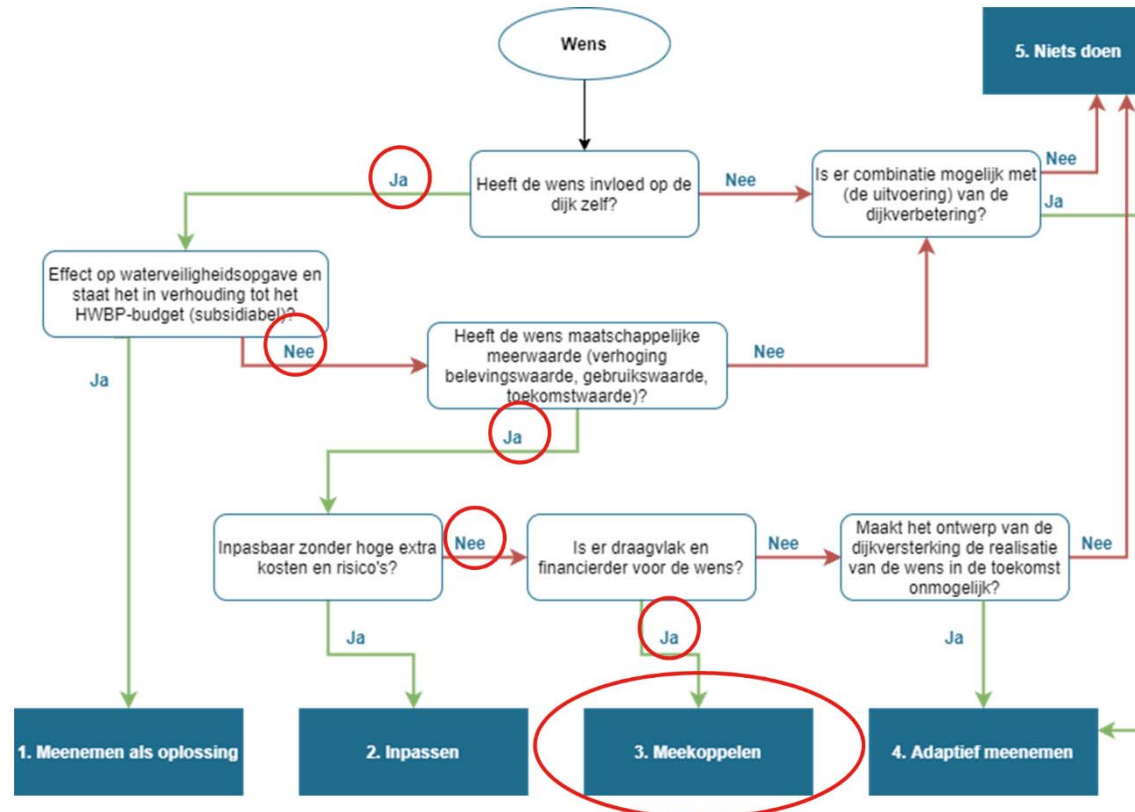 Wens
5. Niets doen
Ja
Heeft de wens invloed op de
dijk zelf?
Nee
Is er combinatie mogelijk met
(de uitvoering) van de
dijkverbetering?
Nee
Ja
Effect op waterveiligheidsopgave en
staat het in verhouding tot het
HWBP-budget (subsidiabel)?
Nee
Ja
Heeft de wens maatschappelijke
meerwaarde (verhoging
belevingswaarde, gebruikswaarde,
toekomstwaarde)?
Nee
Ja
Inpasbaar zonder hoge extra
kosten en risico's?
Nee
Is er draagvlak en
financierder voor de wens?
Nee
Maakt het ontwerp van de
dijkversterking de realisatie
van de wens in de toekomst
onmogelijk?
Nee
Ja
Ja
Ja
1. Meenemen als oplossing
2. Inpassen
3. Meekoppelen
4. Adaptief meenemen